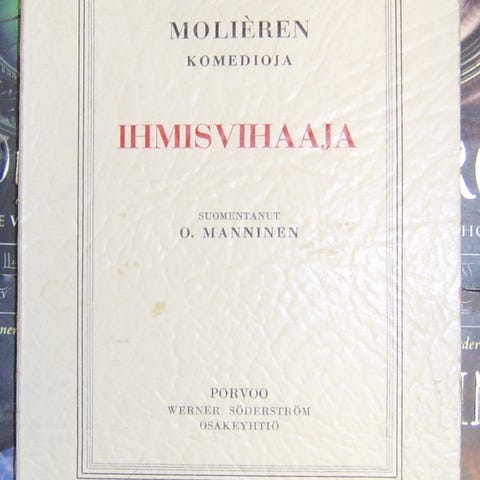 MOLIÈREN
KOMEDIOJA
IHMISVIHAAJA
SUOMENTANUT
O. MANNINEN
PORVOO
WERNER SÖDERSTRÖM
OSAKEYHTIÖ